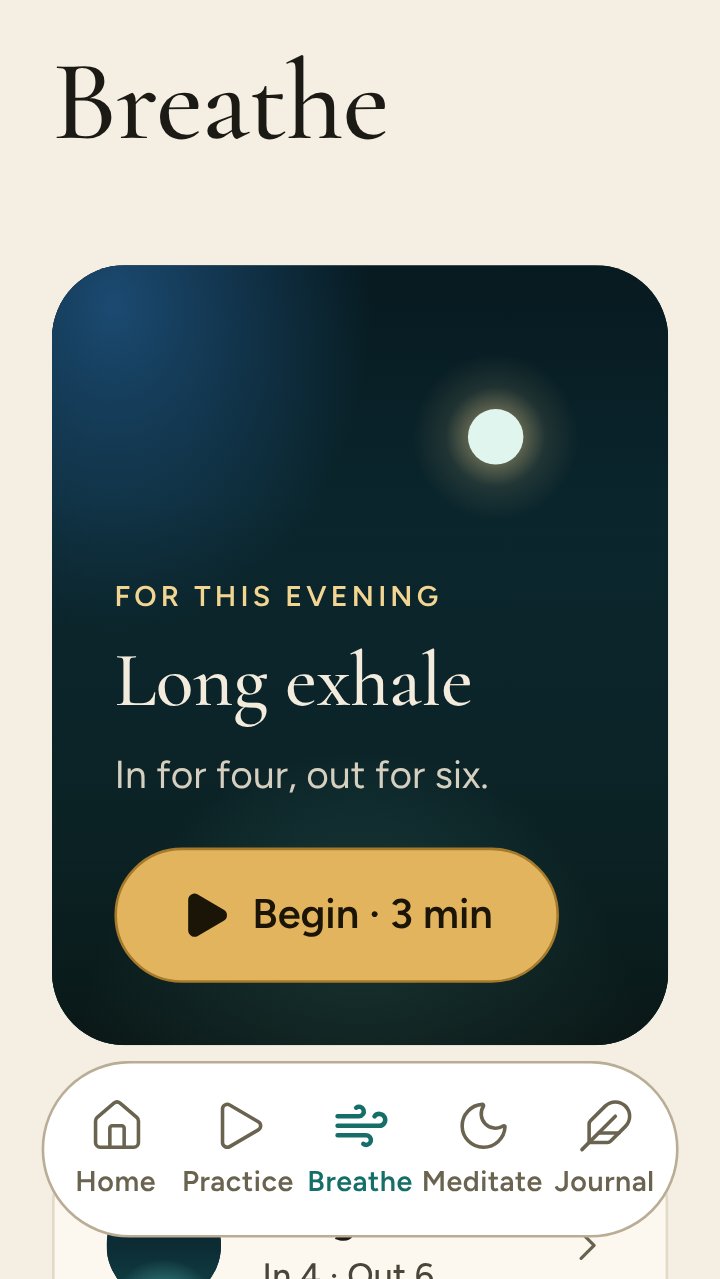 Breathe
FOR THIS EVENING
Long exhale
In for four, out for six.
Begin · 3 min
Home Practice Breathe Meditate Journal
In 4 · Out 6